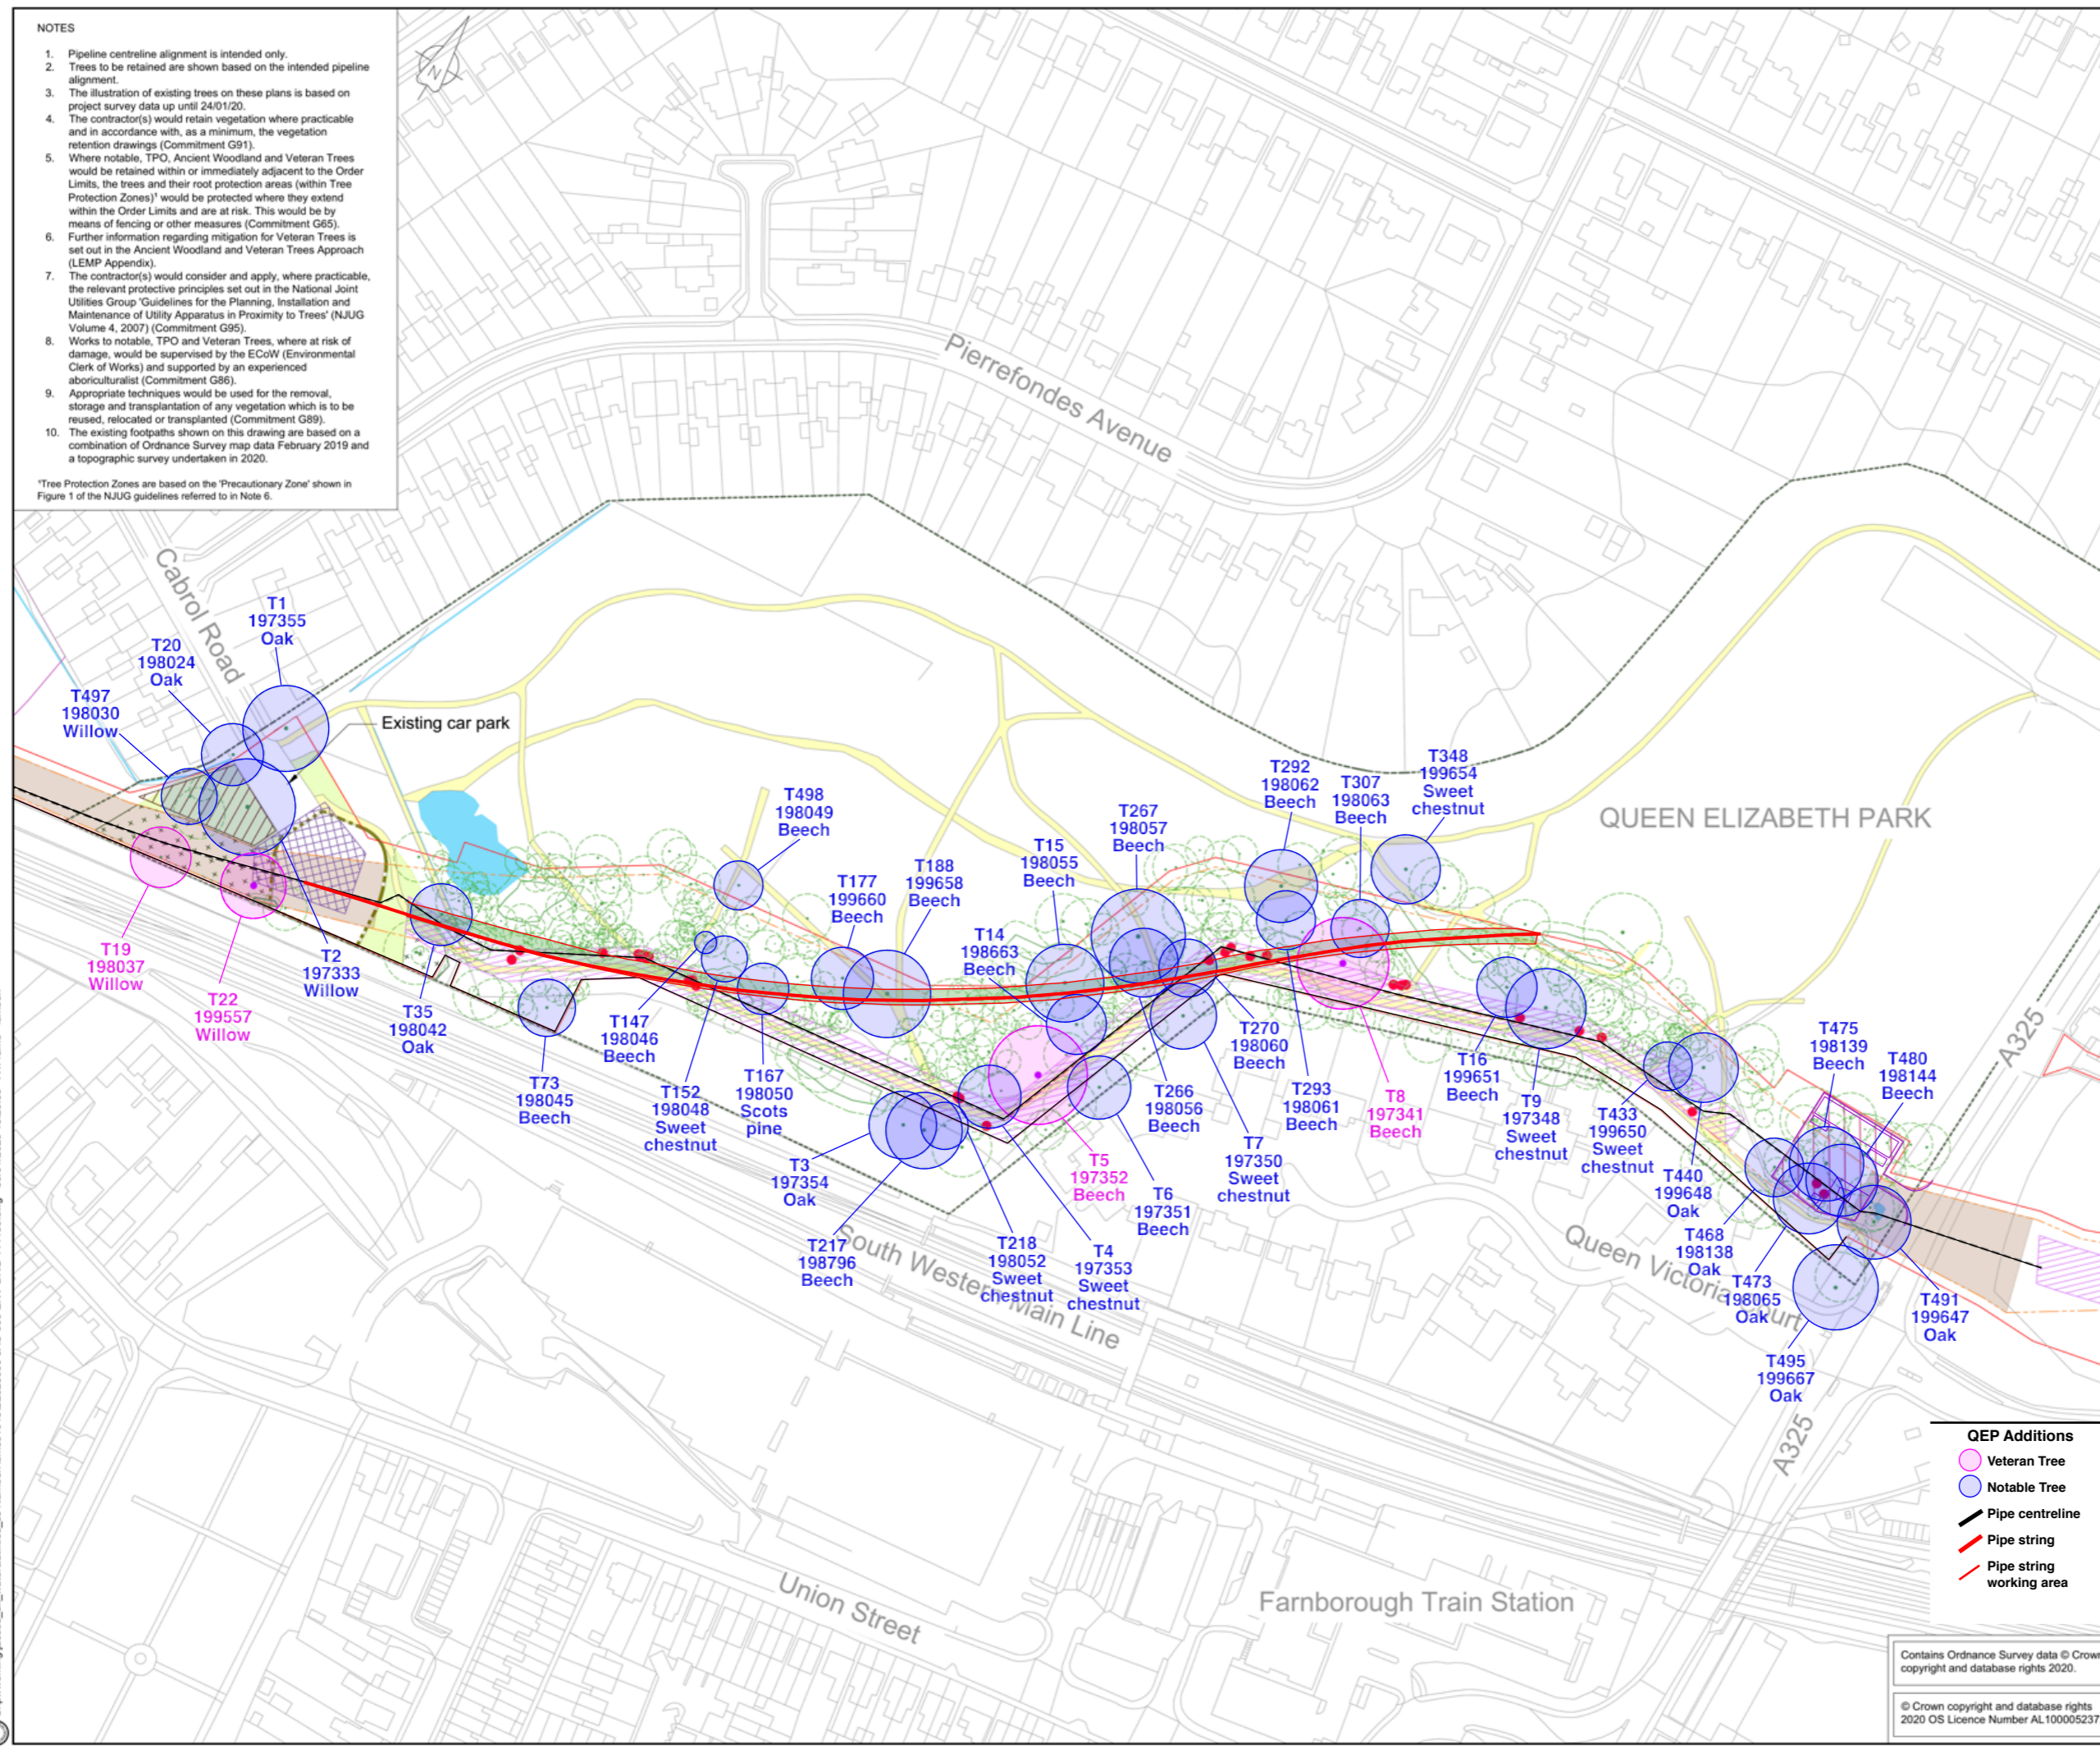 NOTES
1. Pipeline centreline alignment is intended only.
2. Trees to be retained are shown based on the intended pipeline
alignment.
3. The illustration of existing trees on these plans is based on
project survey data up until 24/01/20.
4. The contractor(s) would retain vegetation where practicable
and in accordance with, as a minimum, the vegetation
retention drawings (Commitment G91).
5. Where notable, TPO, Ancient Woodland and Veteran Trees
would be retained within or immediately adjacent to the Order
Limits, the trees and their root protection areas (within Tree
Protection Zones)¹ would be protected where they extend
within the Order Limits and are at risk. This would be by
means of fencing or other measures (Commitment G65).
6. Further information regarding mitigation for Veteran Trees is
set out in the Ancient Woodland and Veteran Trees Approach
(LEMP Appendix).
7. The contractor(s) would consider and apply, where practicable,
the relevant protective principles set out in the National Joint
Utilities Group 'Guidelines for the Planning, Installation and
Maintenance of Utility Apparatus in Proximity to Trees' (NJUG
Volume 4, 2007) (Commitment G95).
8. Works to notable, TPO and Veteran Trees, where at risk of
damage, would be supervised by the ECoW (Environmental
Clerk of Works) and supported by an experienced
aboriculturalist (Commitment G86).
9. Appropriate techniques would be used for the removal,
storage and transplantation of any vegetation which is to be
reused, relocated or transplanted (Commitment G89).
10. The existing footpaths shown on this drawing are based on a
combination of Ordnance Survey map data February 2019 and
a topographic survey undertaken in 2020.
¹Tree Protection Zones are based on the 'Precautionary Zone' shown in
Figure 1 of the NJUG guidelines referred to in Note 6.
N
Pierrefondes Avenue
Cabrol Road
T1
197355
Oak
T20
198024
Oak
T497
198030
Willow
Existing car park
T19
198037
Willow
T22
199557
Willow
T2
197333
Willow
T35
198042
Oak
T73
198045
Beech
T498
198049
Beech
T147
198046
Beech
T152
198048
Sweet
chestnut
T167
198050
Scots
pine
T177
199660
Beech
T188
199658
Beech
T14
198663
Beech
T15
198055
Beech
T267
198057
Beech
T292
198062
Beech
T307
198063
Beech
T348
199654
Sweet
chestnut
QUEEN ELIZABETH PARK
T3
197354
Oak
T217
198796
Beech
T218
198052
Sweet
chestnut
T4
197353
Sweet
chestnut
T5
197352
Beech
T6
197351
Beech
T266
198056
Beech
T7
197350
Sweet
chestnut
T270
198060
Beech
T293
198061
Beech
T8
197341
Beech
T16
199651
Beech
T9
197348
Sweet
chestnut
T433
199650
Sweet
chestnut
T440
199648
Oak
T468
198138
Oak
T473
198065
Oak
T475
198139
Beech
T480
198144
Beech
T491
199647
Oak
T495
199667
Oak
A325
A325
Queen Victoria Court
South Western Main Line
Union Street
Farnborough Train Station
QEP Additions
Veteran Tree
Notable Tree
Pipe centreline
Pipe string
Pipe string
working area
Contains Ordnance Survey data © Crown
copyright and database rights 2020.
© Crown copyright and database rights
2020 OS Licence Number AL100005237